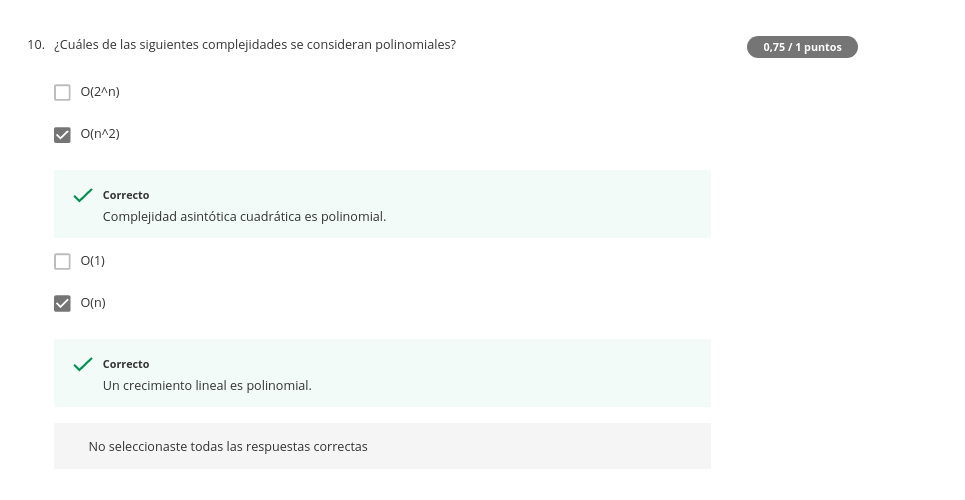 10. ¿Cuáles de las siguientes complejidades se consideran polinomiales?
0,75 / 1 puntos
O(2^n)
O(n^2)
Correcto
Complejidad asintótica cuadrática es polinomial.
O(1)
O(n)
Correcto
Un crecimiento lineal es polinomial.
No seleccionaste todas las respuestas correctas